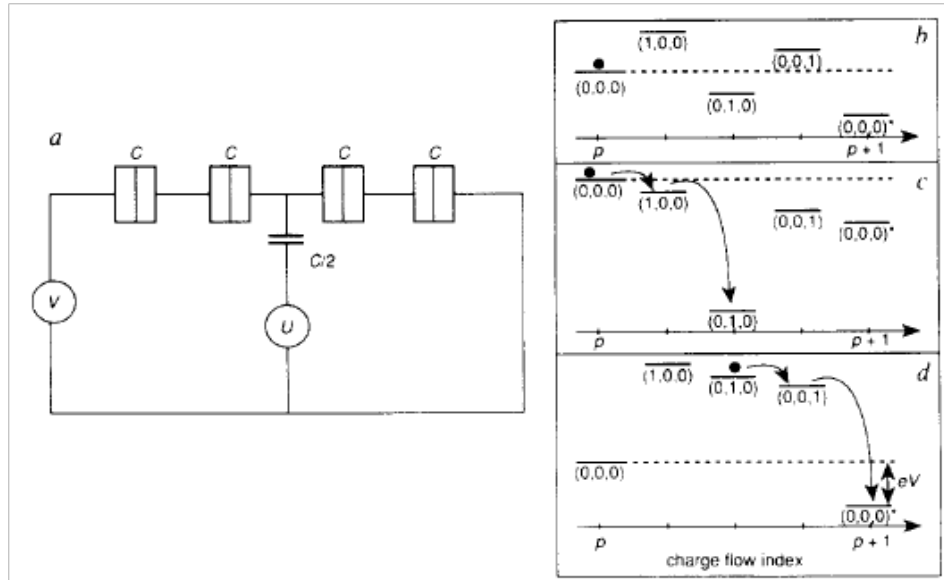 a
C C C C
C/2
V
U
b
(1,0,0)
(0,0,1}
(0,0,0)
(0,1,0)
(0,0,0)*
p p + 1
c
(0,0,0)
(1,0,0)
(0,0,1)
(0,0,0)*
(0,1,0)
p p + 1
d
(1,0,0)
(0,1,0)
(0,0,1}
(0,0,0)
eV
(0,0,0)*
p p + 1
charge flow index